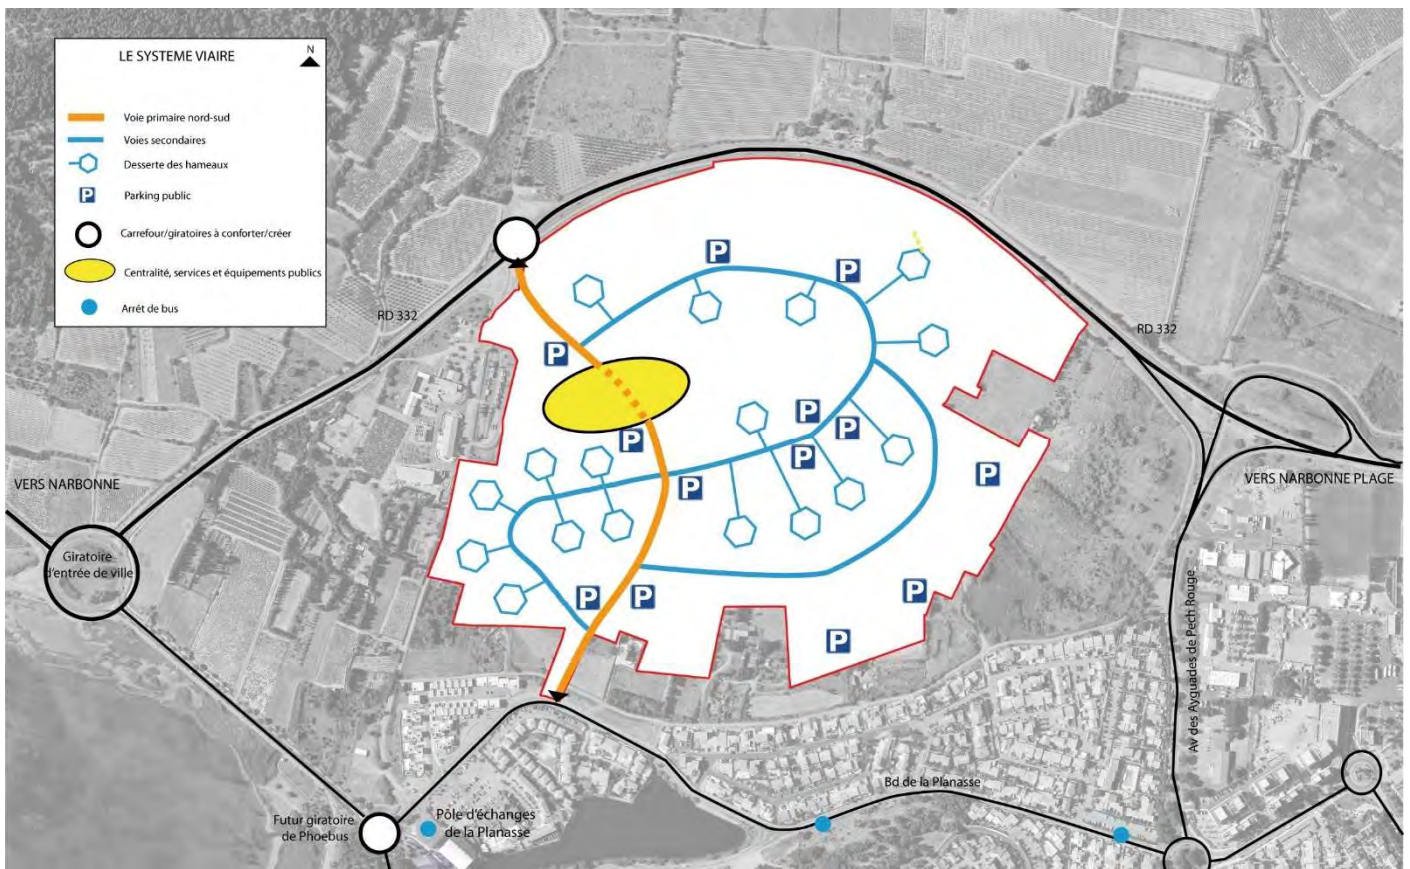 LE SYSTEME VIAIRE
N
Voie primaire nord-sud
Voies secondaires
Desserte des hameaux
P
Parking public
Carrefour/giratoires à conforter/créer
Centralité, services et équipements publics
Arrêt de bus
P
P
RD 332
RD 332
P
P
P
P
P
P
P
VERS NARBONNE
VERS NARBONNE PLAGE
Giratoire
d'entrée de ville
P
P
P
P
Av des Ayguades de Pech Rouge
Bd de la Planasse
Futur giratoire
de Phoebus
Pôle d'échanges
de la Planasse